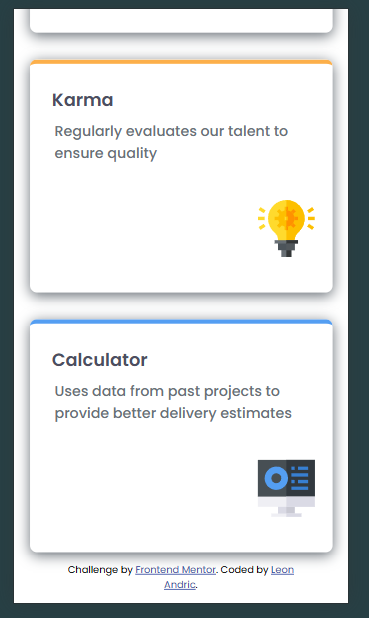 Karma
Regularly evaluates our talent to
ensure quality
Calculator
Uses data from past projects to
provide better delivery estimates
Challenge by Frontend Mentor. Coded by Leon
Andric.